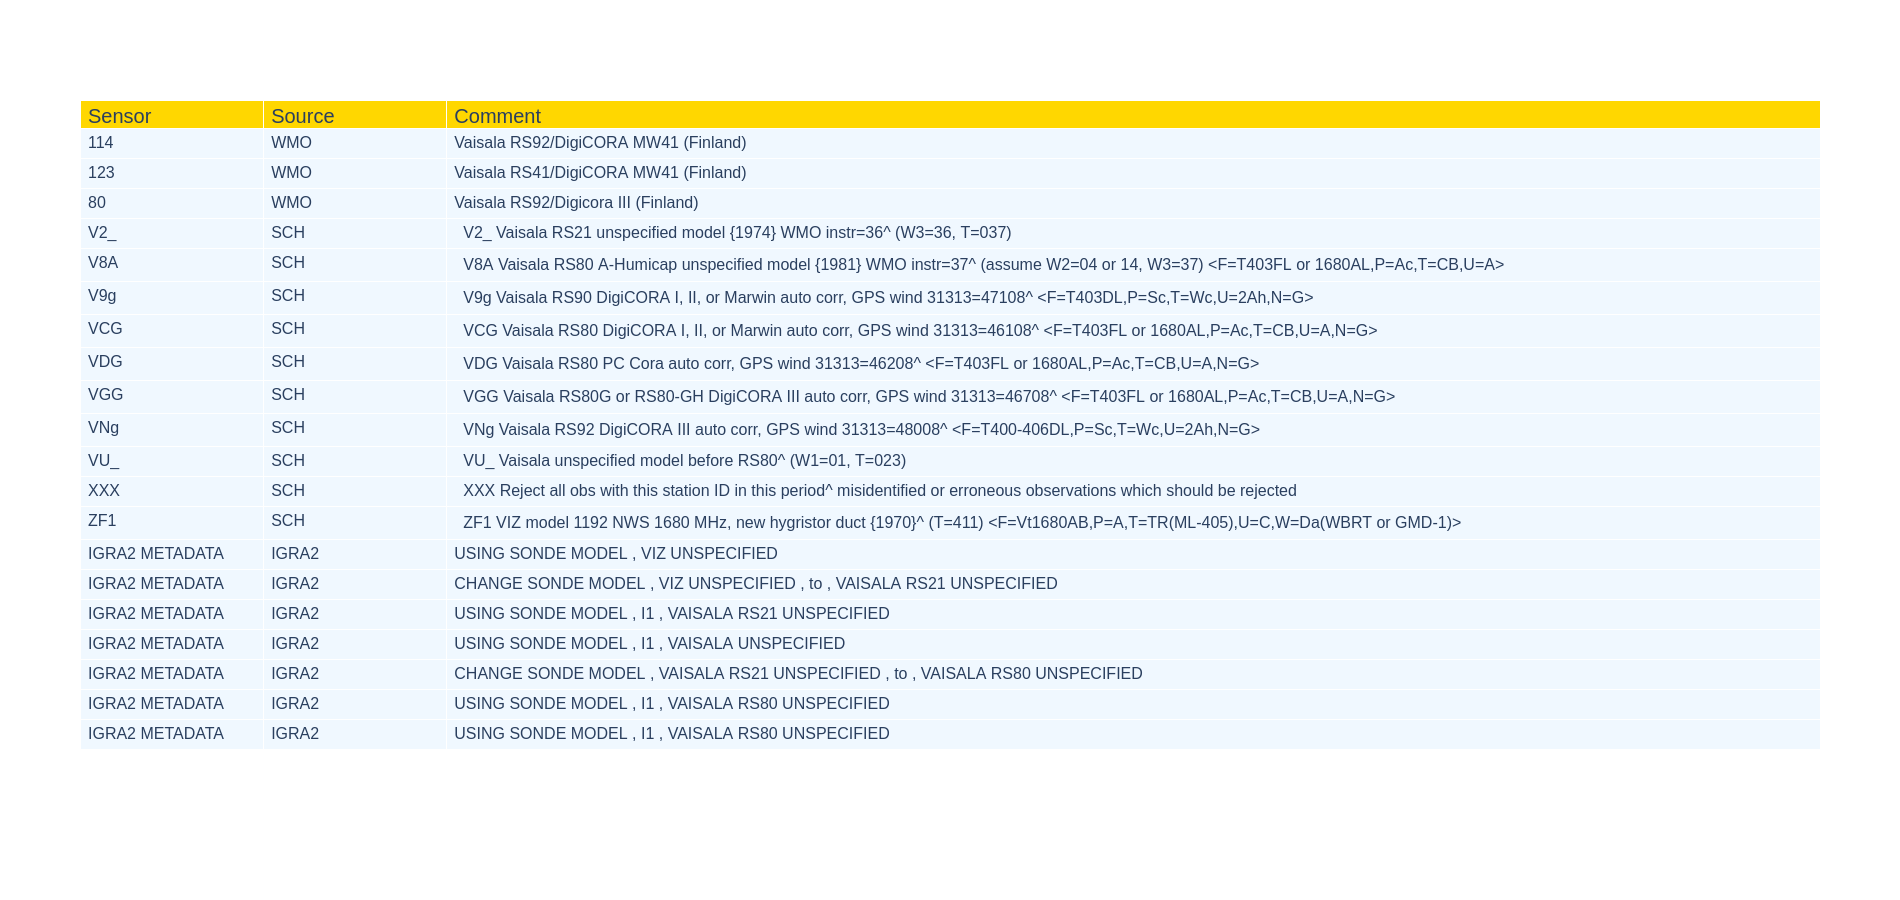 Sensor Source Comment
114 WMO Vaisala RS92/DigiCORA MW41 (Finland)
123 WMO Vaisala RS41/DigiCORA MW41 (Finland)
80 WMO Vaisala RS92/Digicora III (Finland)
V2_ SCH V2_ Vaisala RS21 unspecified model {1974} WMO instr=36^ (W3=36, T=037)
V8A SCH V8A Vaisala RS80 A-Humicap unspecified model {1981} WMO instr=37^ (assume W2=04 or 14, W3=37) <F=T403FL or 1680AL,P=Ac,T=CB,U=A>
V9g SCH V9g Vaisala RS90 DigiCORA I, II, or Marwin auto corr, GPS wind 31313=47108^ <F=T403DL,P=Sc,T=Wc,U=2Ah,N=G>
VCG SCH VCG Vaisala RS80 DigiCORA I, II, or Marwin auto corr, GPS wind 31313=46108^ <F=T403FL or 1680AL,P=Ac,T=CB,U=A,N=G>
VDG SCH VDG Vaisala RS80 PC Cora auto corr, GPS wind 31313=46208^ <F=T403FL or 1680AL,P=Ac,T=CB,U=A,N=G>
VGG SCH VGG Vaisala RS80G or RS80-GH DigiCORA III auto corr, GPS wind 31313=46708^ <F=T403FL or 1680AL,P=Ac,T=CB,U=A,N=G>
VNg SCH VNg Vaisala RS92 DigiCORA III auto corr, GPS wind 31313=48008^ <F=T400-406DL,P=Sc,T=Wc,U=2Ah,N=G>
VU_ SCH VU_ Vaisala unspecified model before RS80^ (W1=01, T=023)
XXX SCH XXX Reject all obs with this station ID in this period^ misidentified or erroneous observations which should be rejected
ZF1 SCH ZF1 VIZ model 1192 NWS 1680 MHz, new hygristor duct {1970}^ (T=411) <F=Vt1680AB,P=A,T=TR(ML-405),U=C,W=Da(WBRT or GMD-1)>
IGRA2 METADATA IGRA2 USING SONDE MODEL , VIZ UNSPECIFIED
IGRA2 METADATA IGRA2 CHANGE SONDE MODEL , VIZ UNSPECIFIED , to , VAISALA RS21 UNSPECIFIED
IGRA2 METADATA IGRA2 USING SONDE MODEL , I1 , VAISALA RS21 UNSPECIFIED
IGRA2 METADATA IGRA2 USING SONDE MODEL , I1 , VAISALA UNSPECIFIED
IGRA2 METADATA IGRA2 CHANGE SONDE MODEL , VAISALA RS21 UNSPECIFIED , to , VAISALA RS80 UNSPECIFIED
IGRA2 METADATA IGRA2 USING SONDE MODEL , I1 , VAISALA RS80 UNSPECIFIED
IGRA2 METADATA IGRA2 USING SONDE MODEL , I1 , VAISALA RS80 UNSPECIFIED